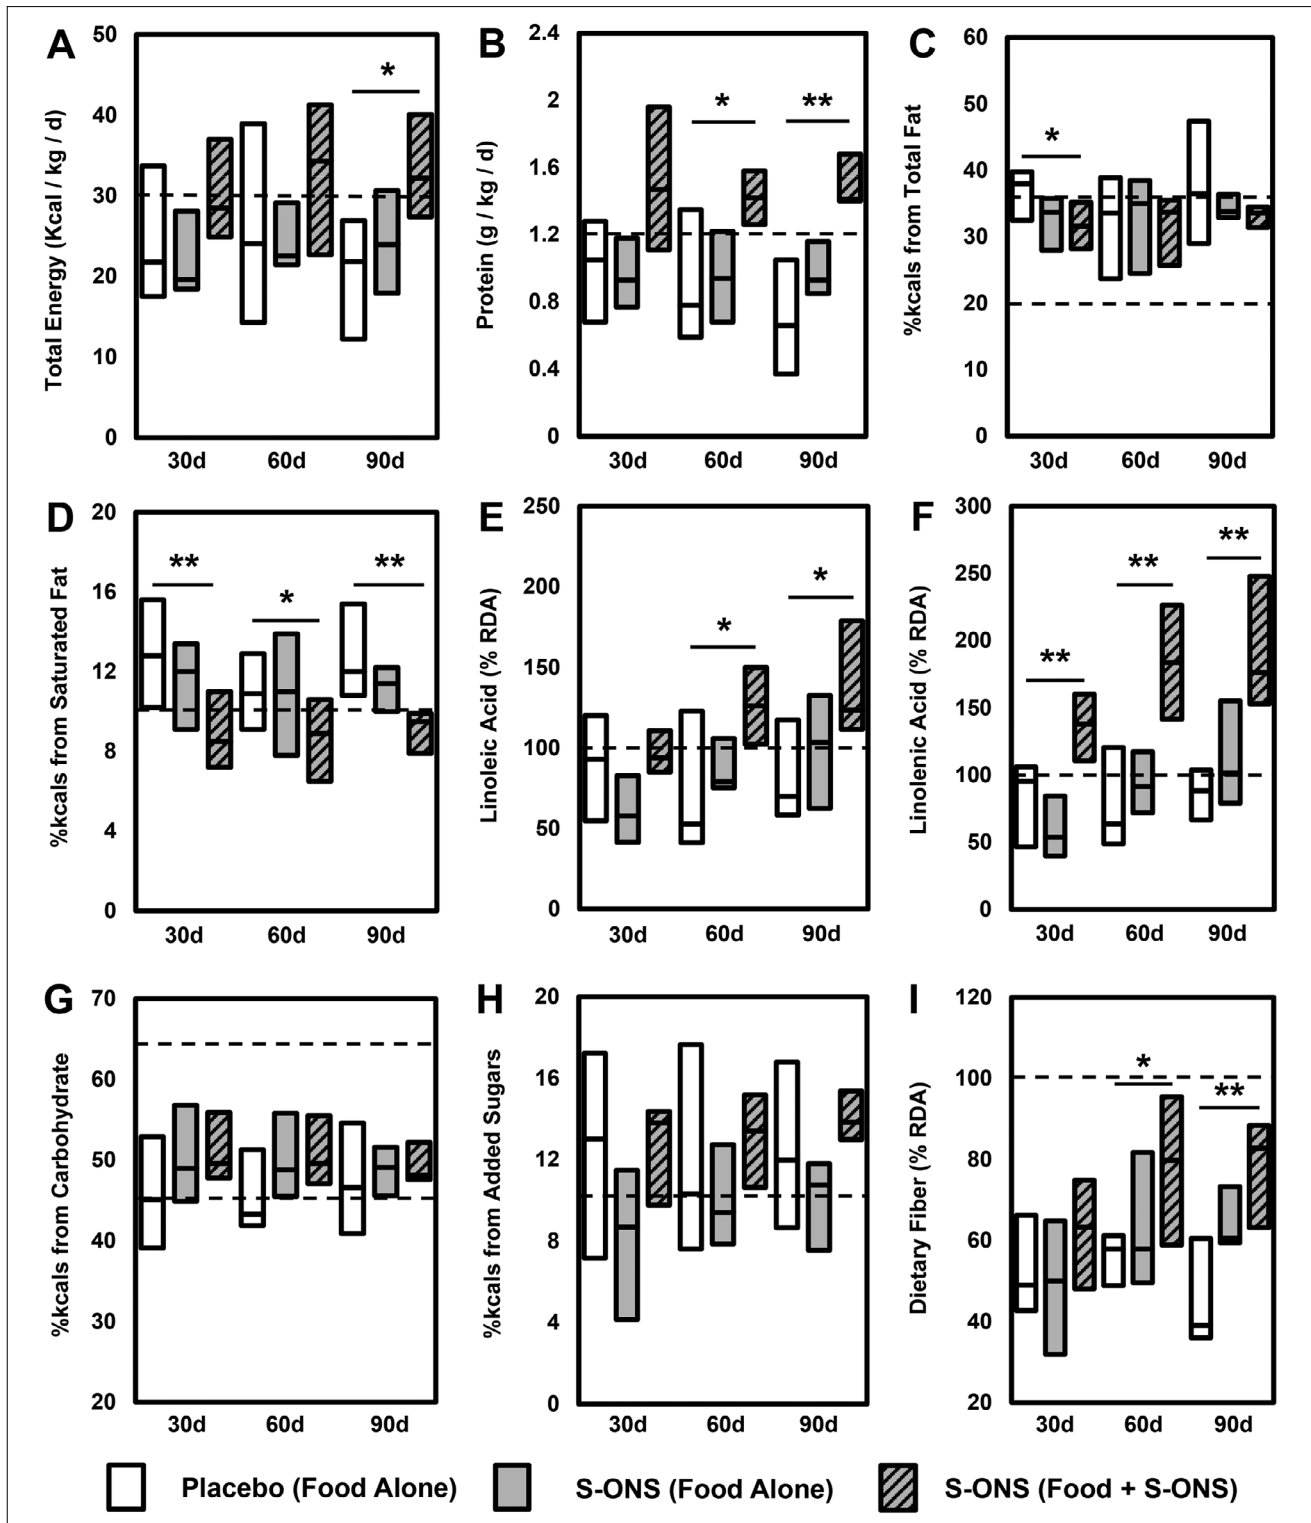 A
Total Energy (Kcal / kg / d)
50
40
30
20
10
0
*
30d 60d 90d
B
Protein (g / kg / d)
2.4
2
1.6
1.2
0.8
0.4
0
* **
30d 60d 90d
C
%kcals from Total Fat
60
50
40
30
20
10
0
*
30d 60d 90d
D
%kcals from Saturated Fat
20
16
12
8
4
0
** * **
30d 60d 90d
E
Linoleic Acid (% RDA)
250
200
150
100
50
0
* *
30d 60d 90d
F
Linolenic Acid (% RDA)
300
250
200
150
100
50
0
** ** **
30d 60d 90d
G
%kcals from Carbohydrate
70
60
50
40
30
20
30d 60d 90d
H
%kcals from Added Sugars
20
16
12
8
4
0
30d 60d 90d
I
Dietary Fiber (% RDA)
120
100
80
60
40
20
* **
30d 60d 90d
Placebo (Food Alone) S-ONS (Food Alone) S-ONS (Food + S-ONS)